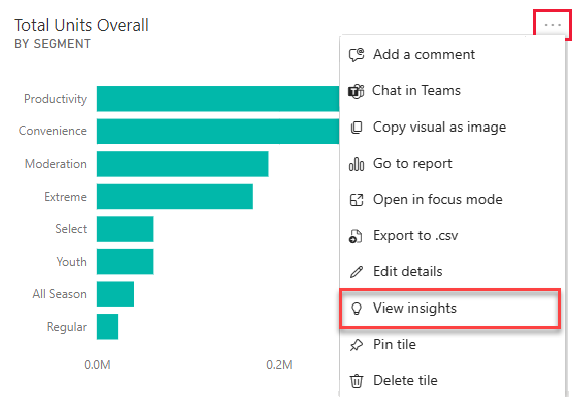 Total Units Overall
BY SEGMENT
...
Add a comment
Chat in Teams
Copy visual as image
Go to report
Open in focus mode
Export to .csv
Edit details
View insights
Pin tile
Delete tile
Productivity
Convenience
Moderation
Extreme
Select
Youth
All Season
Regular
0.0M 0.2M